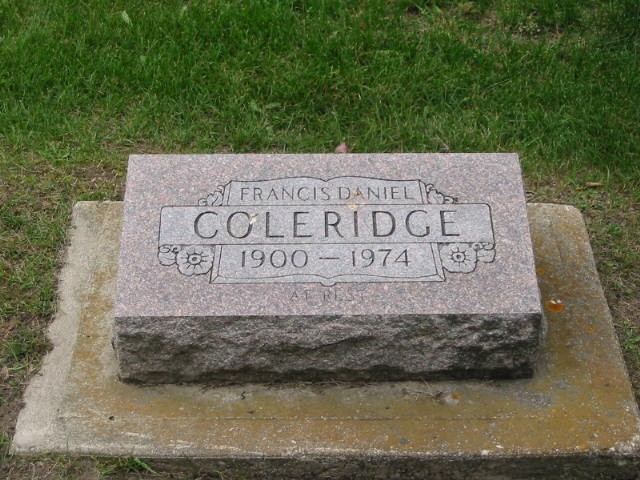 FRANCIS DANIEL
COLERIDGE
1900 — 1974
AT REST